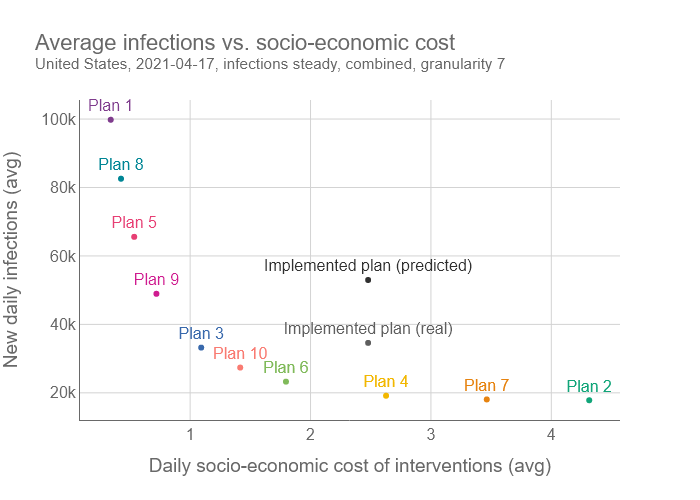 Average infections vs. socio-economic cost
United States, 2021-04-17, infections steady, combined, granularity 7
New daily infections (avg)
100k
80k
60k
40k
20k
Plan 1
Plan 8
Plan 5
Plan 9
Implemented plan (predicted)
Implemented plan (real)
Plan 3
Plan 10
Plan 6
Plan 4
Plan 7
Plan 2
1
2
3
4
Daily socio-economic cost of interventions (avg)